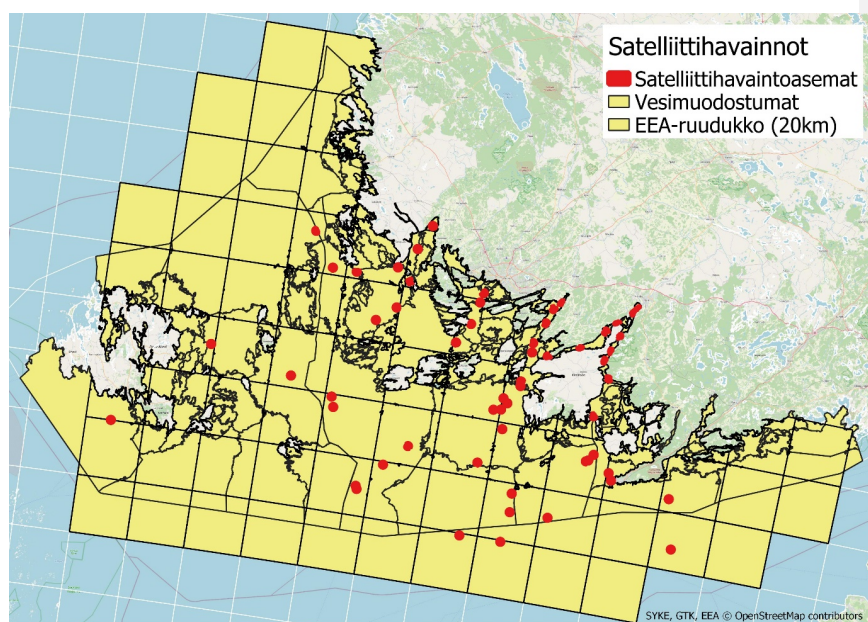 Satelliittihavainnot
Satelliittihavaintoasemat
Vesimuodostumat
EEA-ruudukko (20km)
SYKE, GTK, EEA © OpenStreetMap contributors